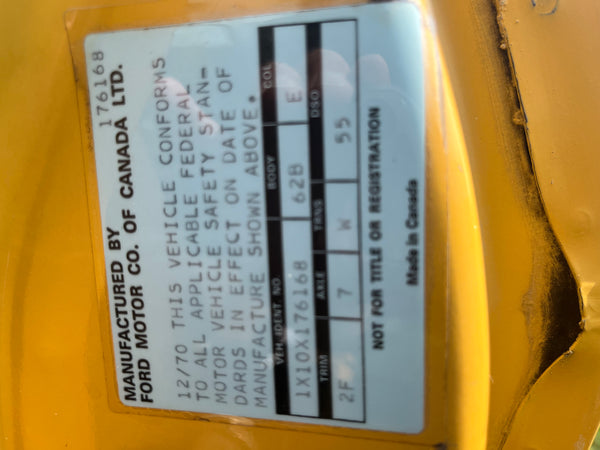 176168
MANUFACTURED BY
FORD MOTOR CO. OF CANADA LTD.
12/70 THIS VEHICLE CONFORMS
TO ALL APPLICABLE FEDERAL
MOTOR VEHICLE SAFETY STAN-
DARDS IN EFFECT ON DATE OF
MANUFACTURE SHOWN ABOVE.
VEH. IDENT. NO. BODY COL
1X10X176168 62B E
TRIM AXLE TRNS DSO
2F 7 W 55
NOT FOR TITLE OR REGISTRATION
Made in Canada